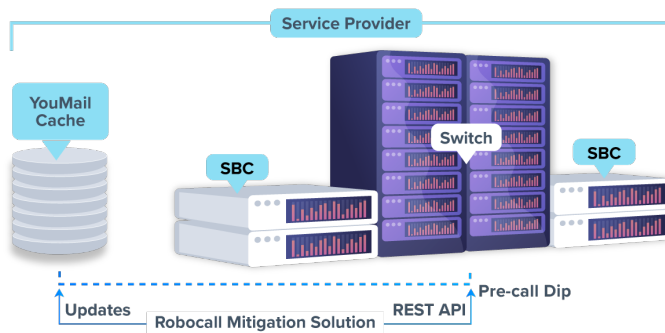 Service Provider
YouMail
Cache
SBC
Switch
SBC
Pre-call Dip
Updates
REST API
Robocall Mitigation Solution